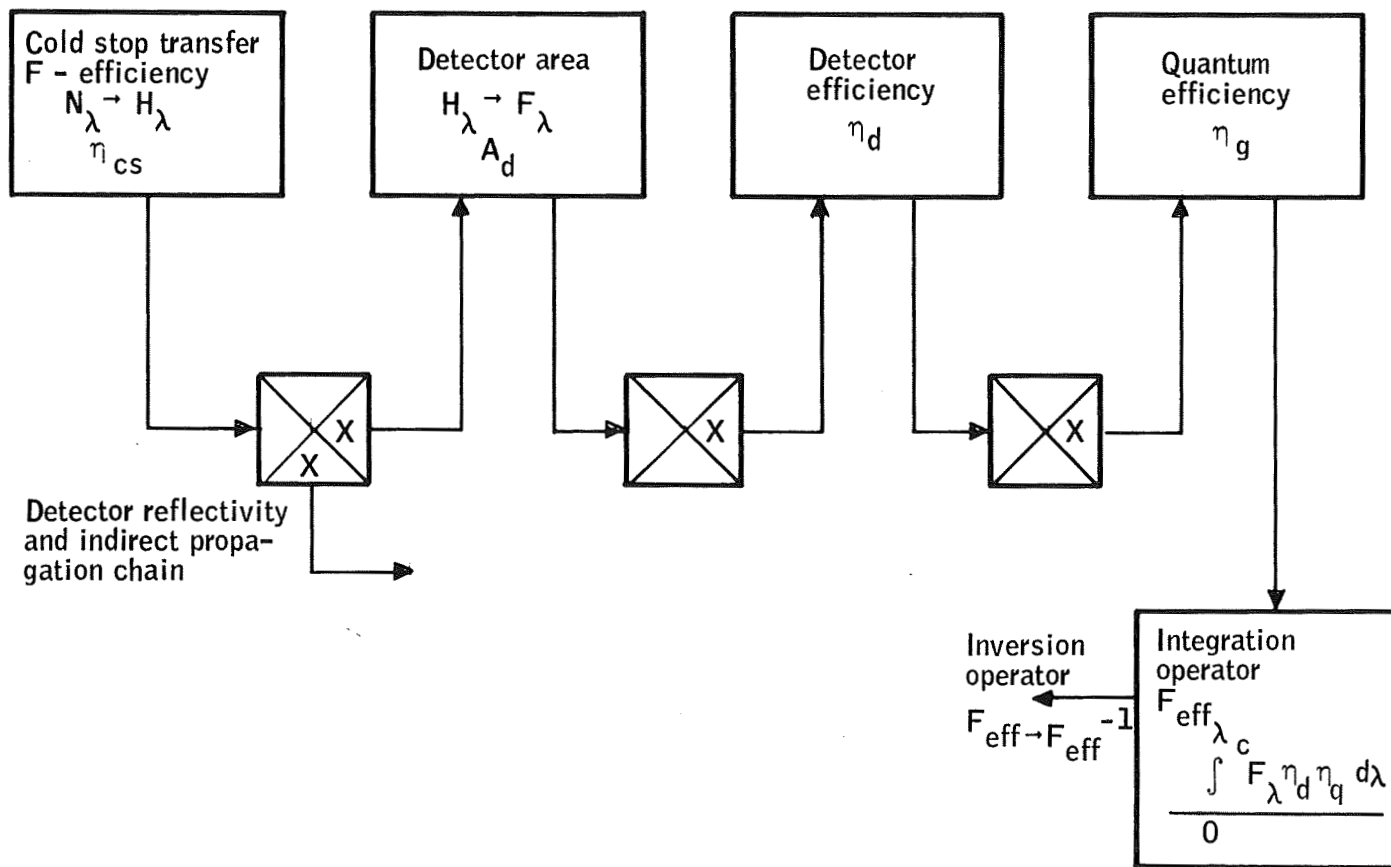 Cold stop transfer
F - efficiency
N_λ → H_λ
η_cs
Detector area
H_λ → F_λ
A_d
Detector
efficiency
η_d
Quantum
efficiency
η_g
X
X
X
X
Detector reflectivity
and indirect propa-
gation chain
Inversion
operator
F_eff → F_eff^-1
Integration
operator
F_eff
λ_c
∫ F_λ η_d η_q dλ
0